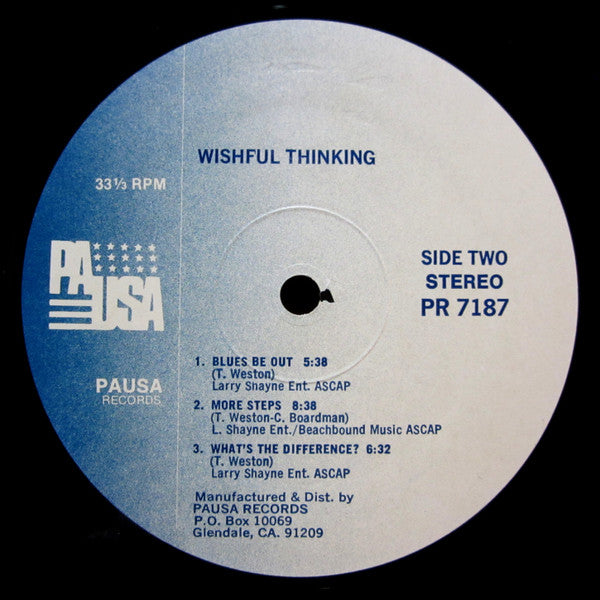 WISHFUL THINKING
33⅓ RPM
PAUSA
SIDE TWO
STEREO
PR 7187
PAUSA
RECORDS
1. BLUES BE OUT 5:38
(T. Weston)
Larry Shayne Ent. ASCAP
2. MORE STEPS 8:38
(T. Weston-C. Boardman)
L. Shayne Ent./Beachbound Music ASCAP
3. WHAT'S THE DIFFERENCE? 6:32
(T. Weston)
Larry Shayne Ent. ASCAP
Manufactured & Dist. by
PAUSA RECORDS
P.O. Box 10069
Glendale, CA. 91209